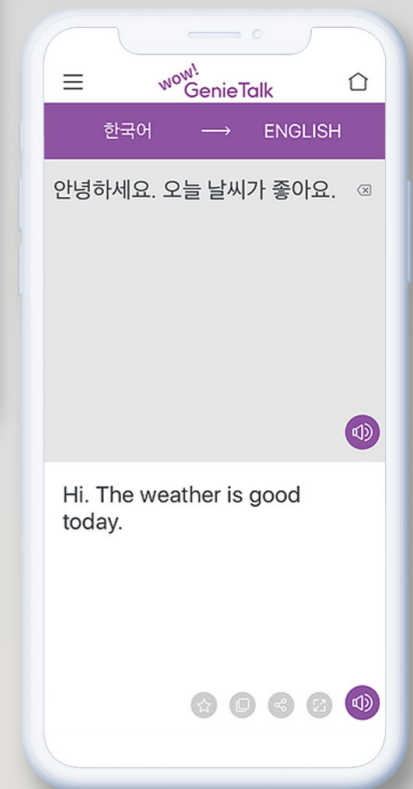 wow!
GenieTalk
한국어 → ENGLISH
안녕하세요. 오늘 날씨가 좋아요.
Hi. The weather is good
today.